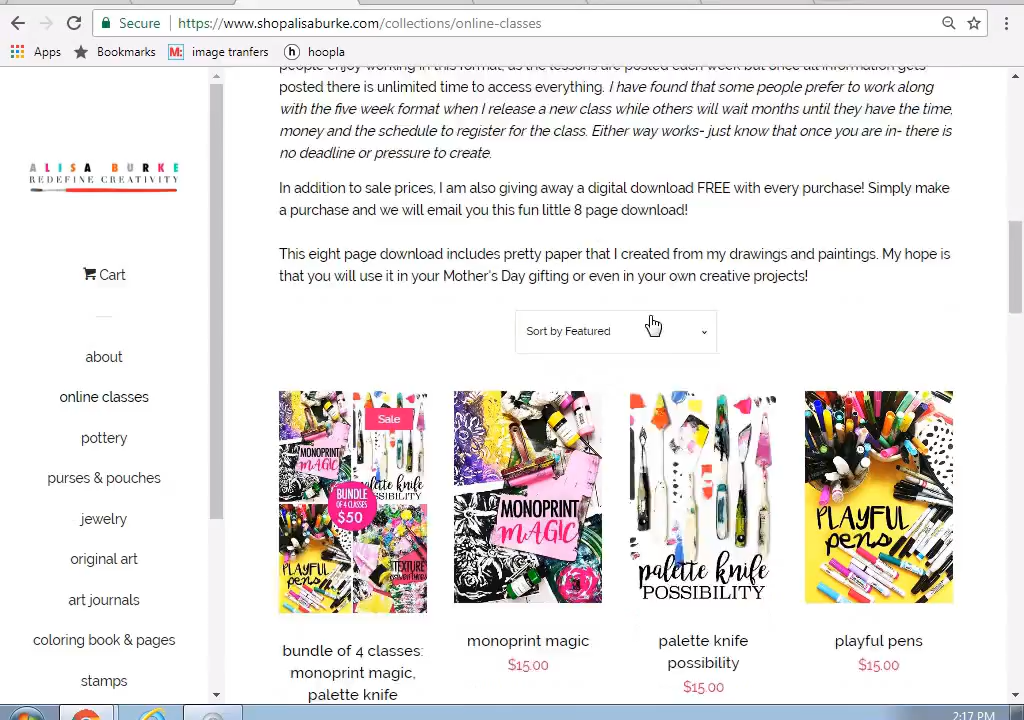 Secure https://www.shopalisaburke.com/collections/online-classes
Apps Bookmarks M: image tranfers h hoopla
people enjoy working in this format, as the lessons are posted each week but once all information gets
posted there is unlimited time to access everything. I have found that some people prefer to work along
with the five week format when I release a new class while others will wait months until they have the time,
money and the schedule to register for the class. Either way works- just know that once you are in- there is
no deadline or pressure to create.
In addition to sale prices, I am also giving away a digital download FREE with every purchase! Simply make
a purchase and we will email you this fun little 8 page download!
This eight page download includes pretty paper that I created from my drawings and paintings. My hope is
that you will use it in your Mother's Day gifting or even in your own creative projects!
ALISA BURKE
REDEFINE CREATIVITY
Cart
about
online classes
pottery
purses & pouches
jewelry
original art
art journals
coloring book & pages
stamps
Sort by Featured
Sale
MONOPRINT
MAGIC
palette knife
POSSIBILITY
BUNDLE
OF 4 CLASSES
$50
PLAYFUL
pens
TEXTURE
MONOPRINT
MAGIC
palette knife
POSSIBILITY
PLAYFUL
pens
bundle of 4 classes:
monoprint magic,
palette knife
monoprint magic
$15.00
palette knife
possibility
$15.00
playful pens
$15.00
2:17 PM